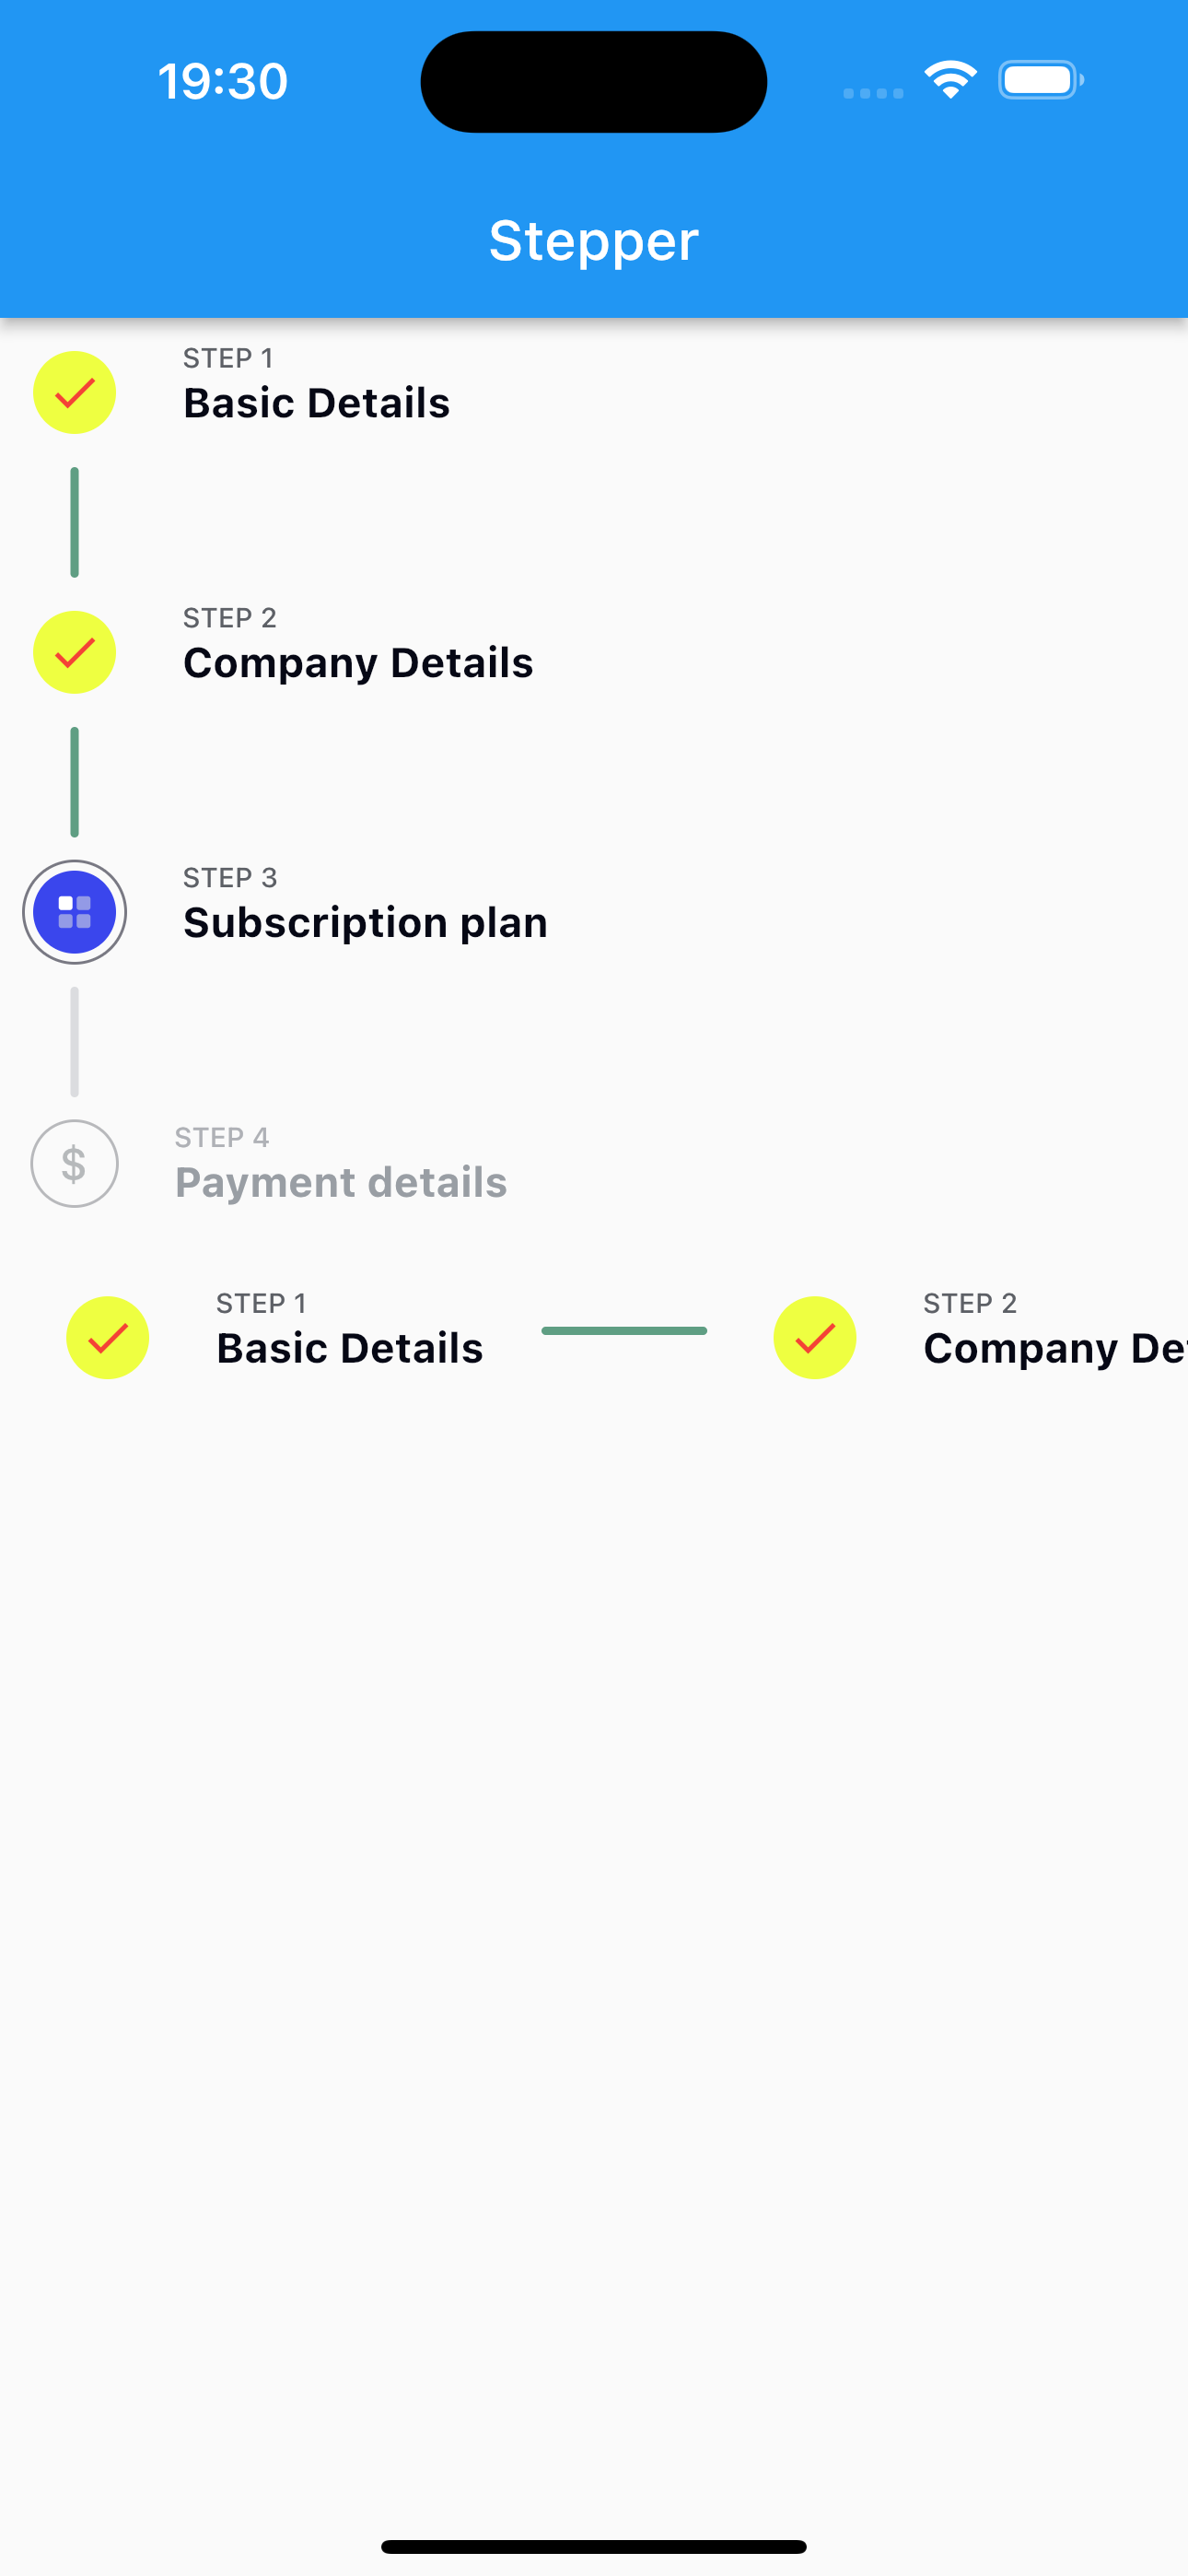 19:30
Stepper
STEP 1
Basic Details
STEP 2
Company Details
STEP 3
Subscription plan
$
STEP 4
Payment details
STEP 1
Basic Details
STEP 2
Company De